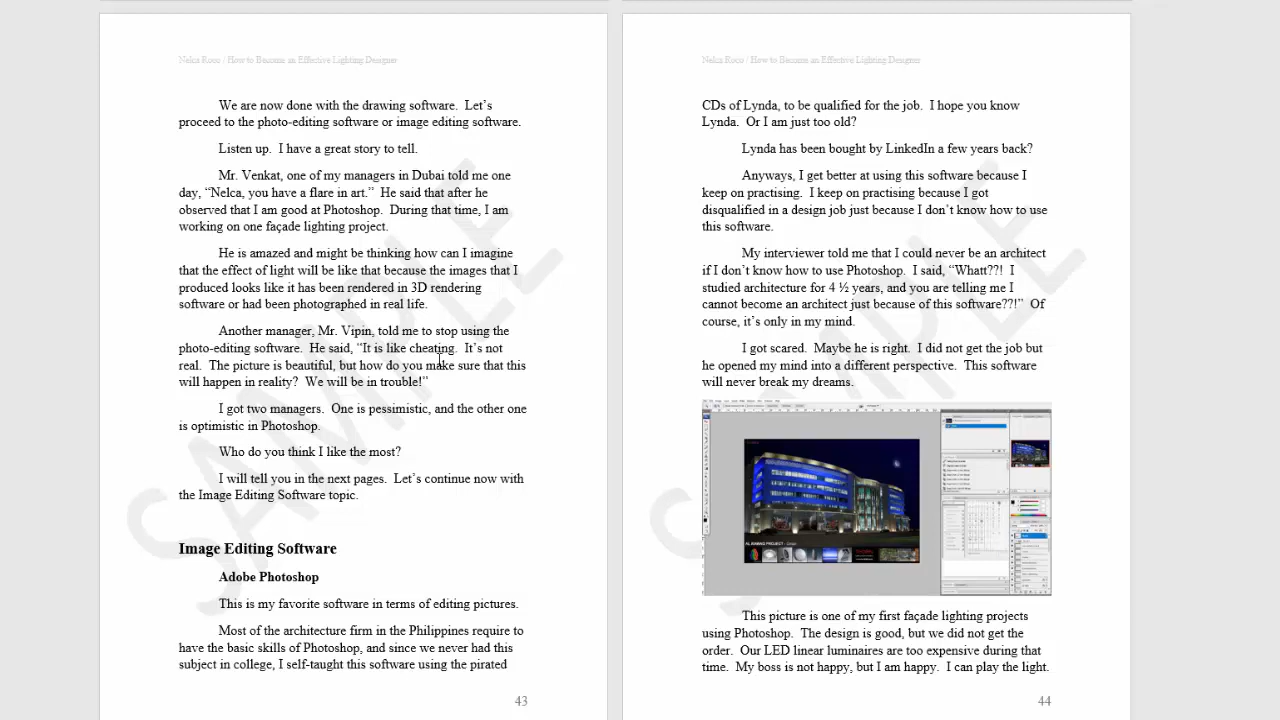 Nelca Roco / How to Become an Effective Lighting Designer
We are now done with the drawing software.  Let’s
proceed to the photo-editing software or image editing software.
Listen up.  I have a great story to tell.
Mr. Venkat, one of my managers in Dubai told me one
day, “Nelca, you have a flare in art.”  He said that after he
observed that I am good at Photoshop.  During that time, I am
working on one façade lighting project.
He is amazed and might be thinking how can I imagine
that the effect of light will be like that because the images that I
produced looks like it has been rendered in 3D rendering
software or had been photographed in real life.
Another manager, Mr. Vipin, told me to stop using the
photo-editing software.  He said, “It is like cheating.  It’s not
real.  The picture is beautiful, but how do you make sure that this
will happen in reality?  We will be in trouble!”
I got two managers.  One is pessimistic, and the other one
is optimistic in Photoshop.
Who do you think I like the most?
I will tell you in the next pages.  Let’s continue now with
the Image Editing Software topic.
Image Editing Software
Adobe Photoshop
This is my favorite software in terms of editing pictures.
Most of the architecture firm in the Philippines require to
have the basic skills of Photoshop, and since we never had this
subject in college, I self-taught this software using the pirated
43
SAMPLE
Nelca Roco / How to Become an Effective Lighting Designer
CDs of Lynda, to be qualified for the job.  I hope you know
Lynda.  Or I am just too old?
Lynda has been bought by LinkedIn a few years back?
Anyways, I get better at using this software because I
keep on practising.  I keep on practising because I got
disqualified in a design job just because I don’t know how to use
this software.
My interviewer told me that I could never be an architect
if I don’t know how to use Photoshop.  I said, “Whatt??!  I
studied architecture for 4 ½ years, and you are telling me I
cannot become an architect just because of this software??!”  Of
course, it’s only in my mind.
I got scared.  Maybe he is right.  I did not get the job but
he opened my mind into a different perspective.  This software
will never break my dreams.
This picture is one of my first façade lighting projects
using Photoshop.  The design is good, but we did not get the
order.  Our LED linear luminaires are too expensive during that
time.  My boss is not happy, but I am happy.  I can play the light.
44
SAMPLE